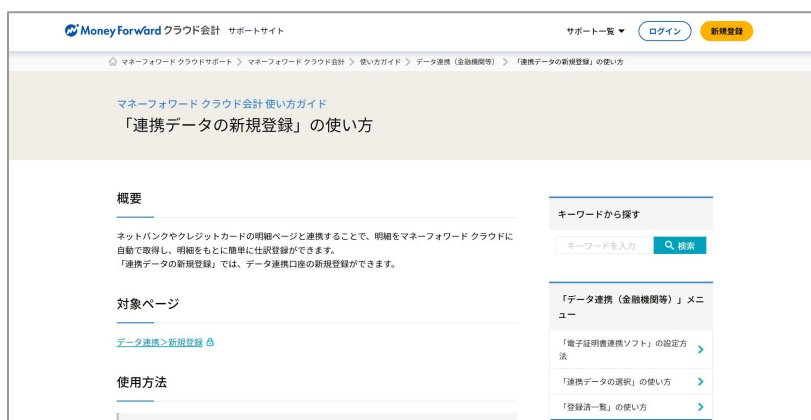 Money Forward クラウド会計 サポートサイト
サポート一覧 ▼ ログイン 新規登録
マネーフォワード クラウドサポート > マネーフォワード クラウド会計 > 使い方ガイド > データ連携（金融機関等） > 「連携データの新規登録」の使い方
マネーフォワード クラウド会計 使い方ガイド
「連携データの新規登録」の使い方
概要
ネットバンクやクレジットカードの明細ページと連携することで、明細をマネーフォワード クラウドに
自動で取得し、明細をもとに簡単に仕訳登録ができます。
「連携データの新規登録」では、データ連携口座の新規登録ができます。
対象ページ
データ連携＞新規登録
使用方法
キーワードから探す
キーワードを入力 検索
「データ連携（金融機関等）」メニ
ュー
「電子証明書連携ソフト」の設定方
法
「連携データの選択」の使い方
「登録済一覧」の使い方